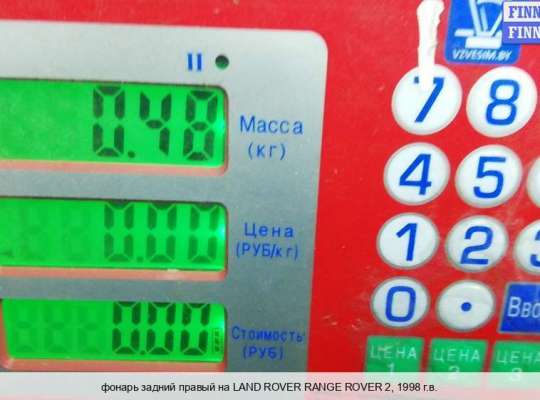 FINN
FINN
VZVESIM.BY
II
0.48
Масса
(кг)
7 8
4 5
0.00
Цена
(РУБ/кг)
1 2 3
0.00
Стоимость
(РУБ)
0 .
ЦЕНА ЦЕНА ЦЕНА
1 2 3
фонарь задний правый на LAND ROVER RANGE ROVER 2, 1998 г.в.